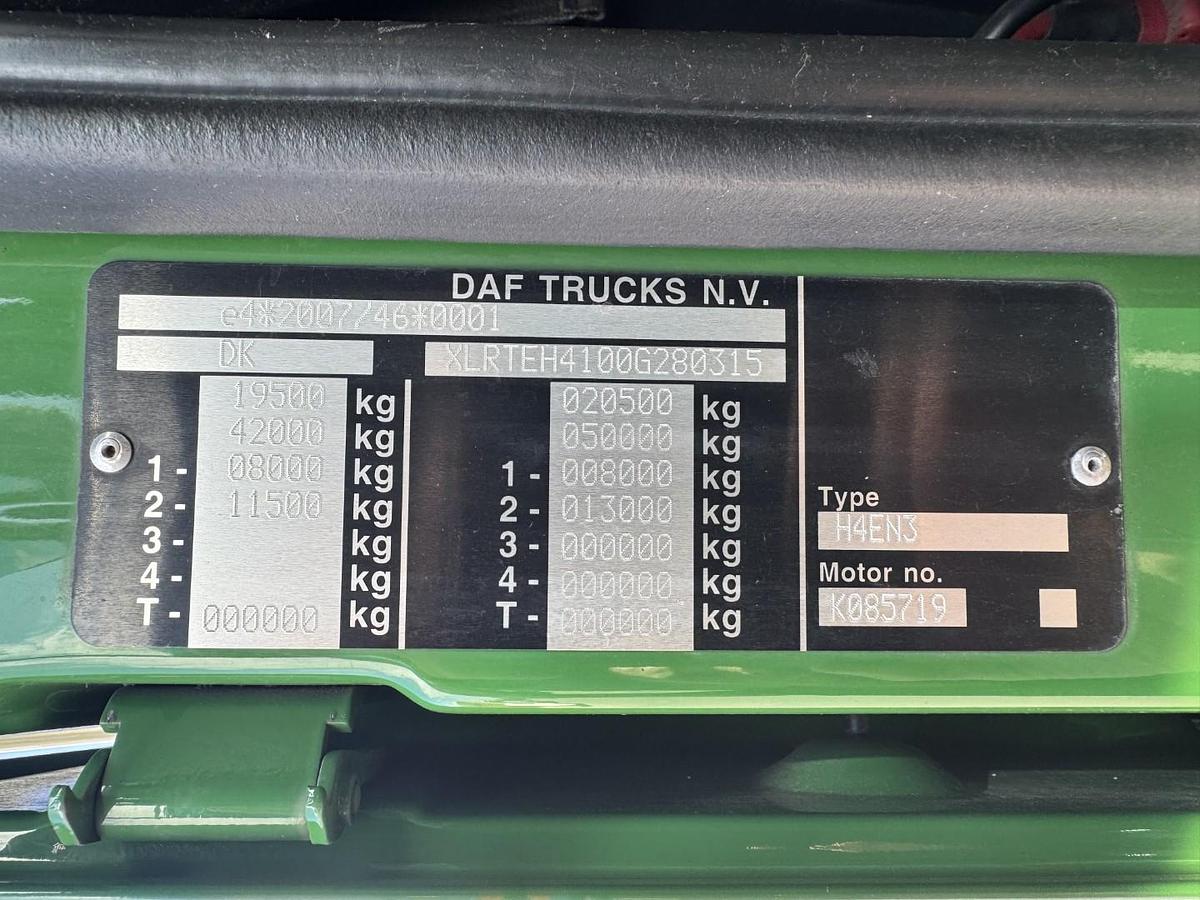 DAF TRUCKS N.V.
e4*2007/46*0001
DK XLRTEH4100G280315
19500 kg 020500 kg
42000 kg 050000 kg
1 - 08000 kg 1 - 008000 kg
2 - 11500 kg 2 - 013000 kg
3 - kg 3 - 000000 kg
4 - kg 4 - 000000 kg
T - 000000 kg T - 000000 kg
Type
H4EN3
Motor no.
K085719